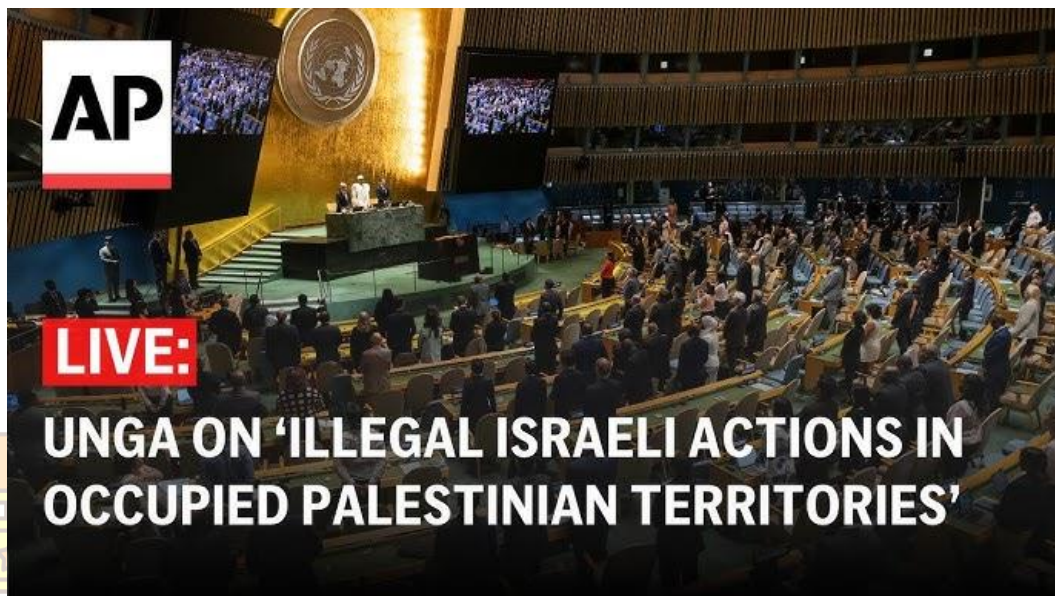 AP
LIVE:
UNGA ON ‘ILLEGAL ISRAELI ACTIONS IN
OCCUPIED PALESTINIAN TERRITORIES’